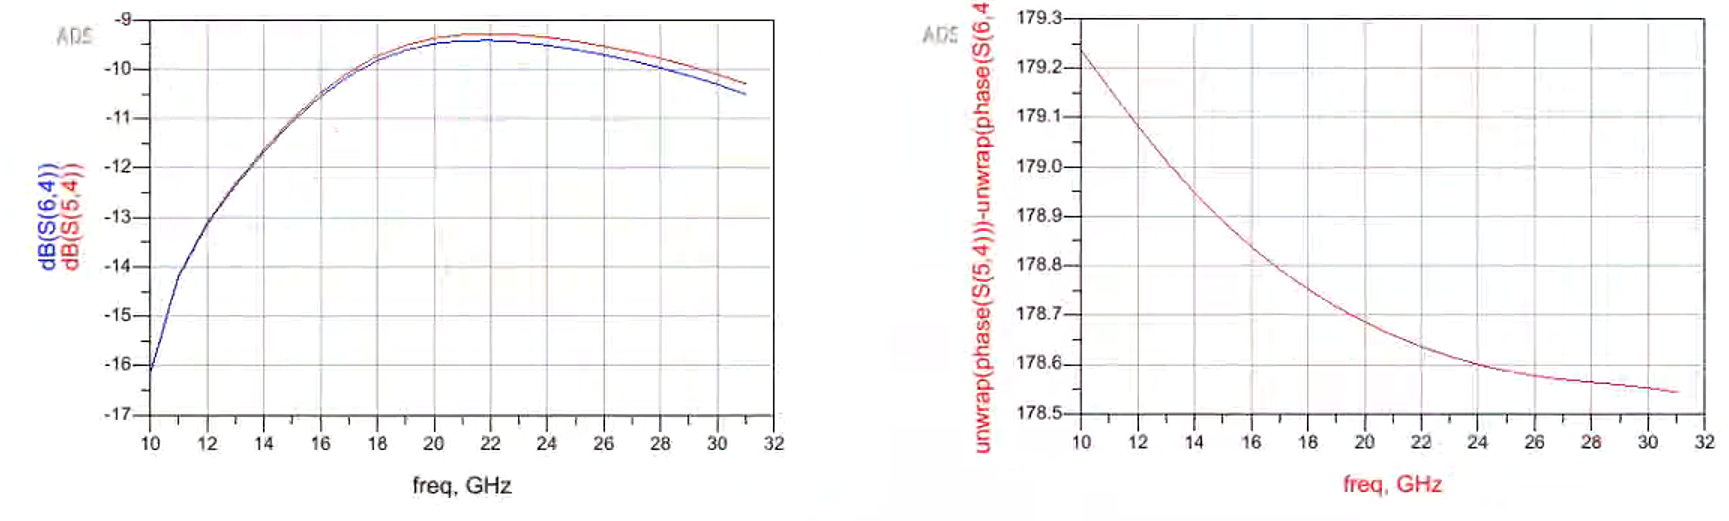 ADS
-9
-10
-11
-12
-13
-14
-15
-16
-17
dB(S(6,4))
dB(S(5,4))
10 12 14 16 18 20 22 24 26 28 30 32
freq, GHz
ADS
179.3
179.2
179.1
179.0
178.9
178.8
178.7
178.6
178.5
unwrap(phase(S(5,4)))-unwrap(phase(S(6,4
10 12 14 16 18 20 22 24 26 28 30 32
freq, GHz